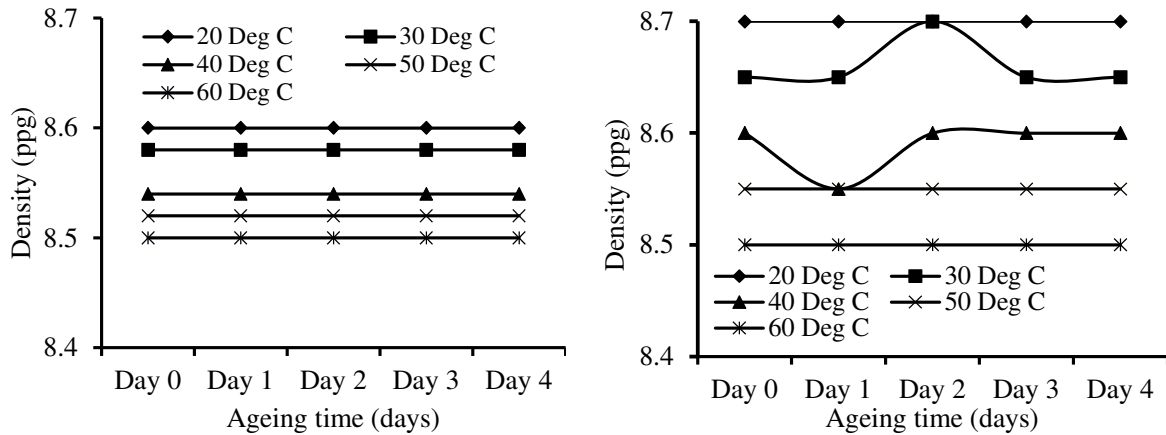 8.7
20 Deg C 30 Deg C
40 Deg C 50 Deg C
60 Deg C
8.6
8.5
8.4
Density (ppg)
Day 0 Day 1 Day 2 Day 3 Day 4
Ageing time (days)
8.7
8.6
8.5
20 Deg C 30 Deg C
40 Deg C 50 Deg C
60 Deg C
8.4
Density (ppg)
Day 0 Day 1 Day 2 Day 3 Day 4
Ageing time (days)